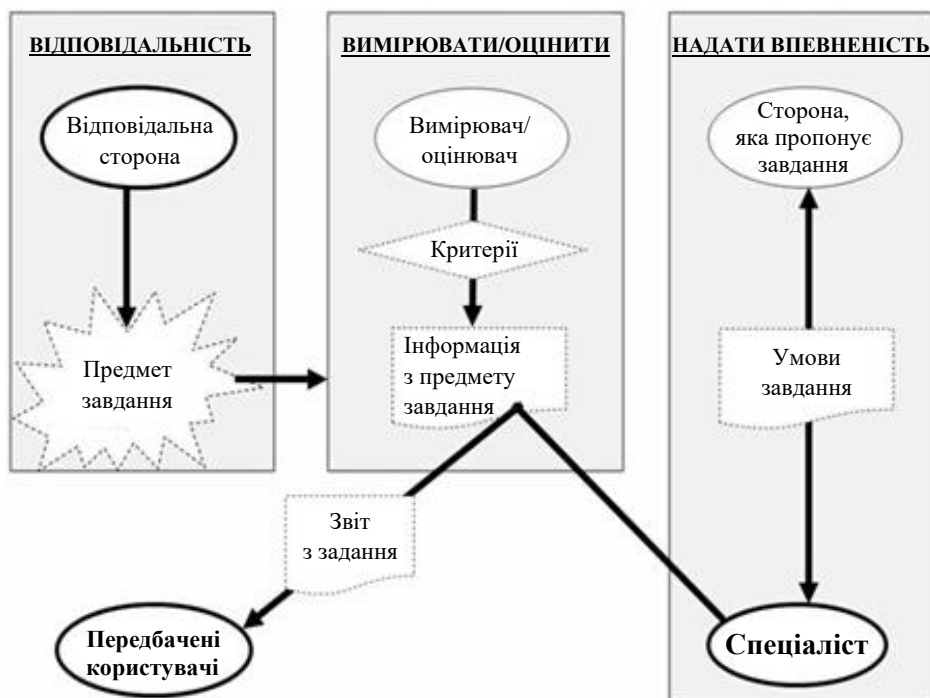 ВІДПОВІДАЛЬНІСТЬ
Відповідальна
сторона
Предмет
завдання
ВИМІРЮВАТИ/ОЦІНИТИ
Вимірювач/
оцінювач
Критерії
Інформація
з предмету
завдання
НАДАТИ ВПЕВНЕНІСТЬ
Сторона,
яка пропонує
завдання
Умови
завдання
Звіт
з задання
Передбачені
користувачі
Спеціаліст